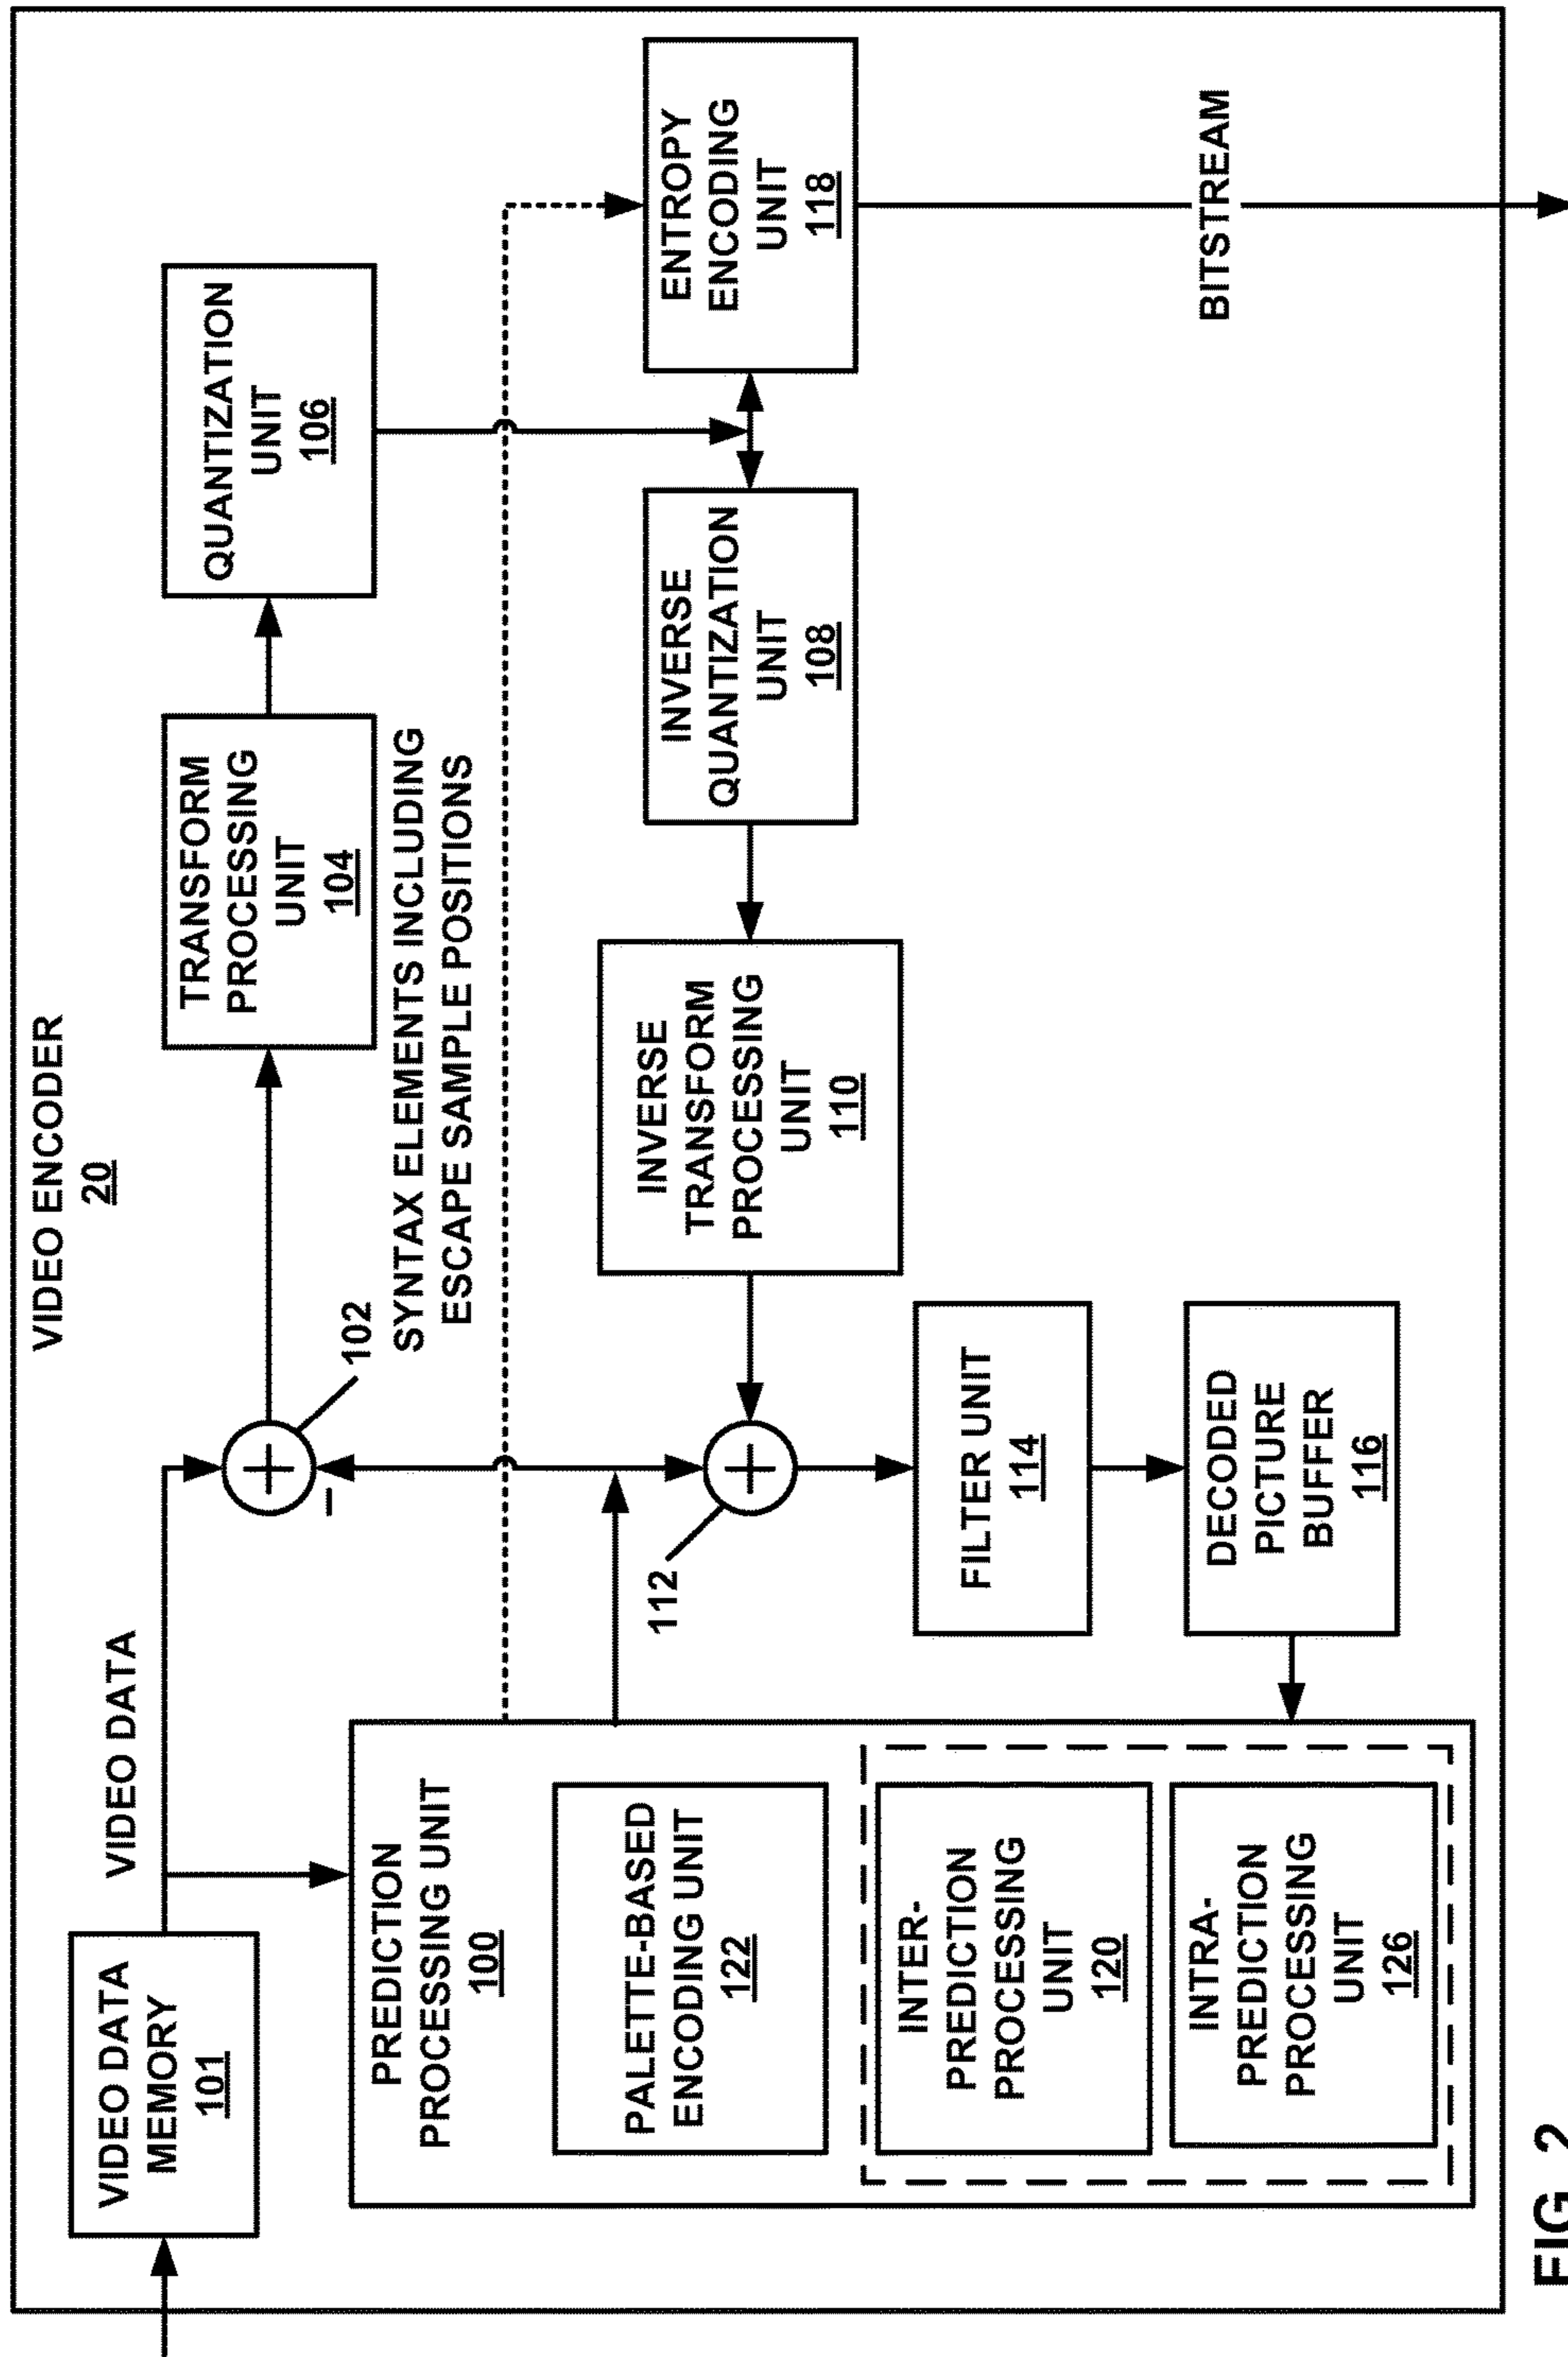 VIDEO ENCODER
20
VIDEO DATA
MEMORY
101
VIDEO DATA
102
TRANSFORM
PROCESSING
UNIT
104
QUANTIZATION
UNIT
106
SYNTAX ELEMENTS INCLUDING
ESCAPE SAMPLE POSITIONS
PREDICTION
PROCESSING UNIT
100
PALETTE-BASED
ENCODING UNIT
122
INTER-
PREDICTION
PROCESSING
UNIT
120
INTRA-
PREDICTION
PROCESSING
UNIT
126
112
INVERSE
TRANSFORM
PROCESSING
UNIT
110
INVERSE
QUANTIZATION
UNIT
108
ENTROPY
ENCODING
UNIT
118
FILTER UNIT
114
DECODED
PICTURE
BUFFER
116
BITSTREAM
FIG. 2